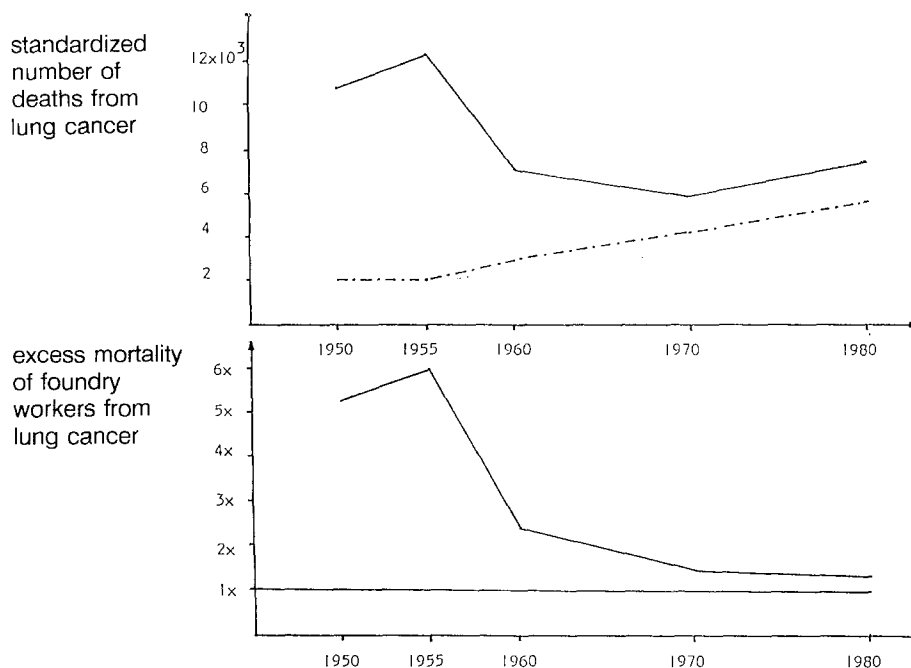 standardized
number of
deaths from
lung cancer
12x10³
10
8
6
4
2
1950 1955 1960 1970 1980
excess mortality
of foundry
workers from
lung cancer
6x
5x
4x
3x
2x
1x
1950 1955 1960 1970 1980